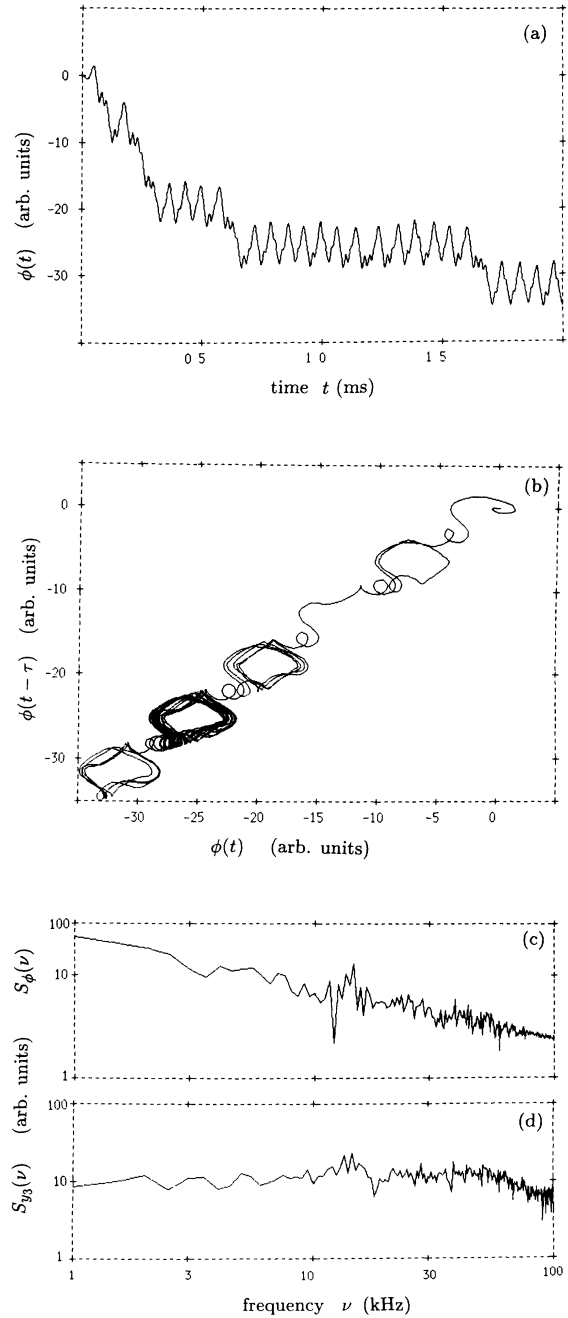 (a)
0
-10
-20
-30
ϕ(t) (arb. units)
0 5
1 0
1 5
time t (ms)
(b)
0
-10
-20
-30
ϕ(t − τ) (arb. units)
-30
-25
-20
-15
-10
-5
0
ϕ(t) (arb. units)
(c)
100
10
1
Sϕ(ν)
(arb. units)
(d)
100
10
1
Sy3(ν)
1
3
10
30
100
frequency ν (kHz)